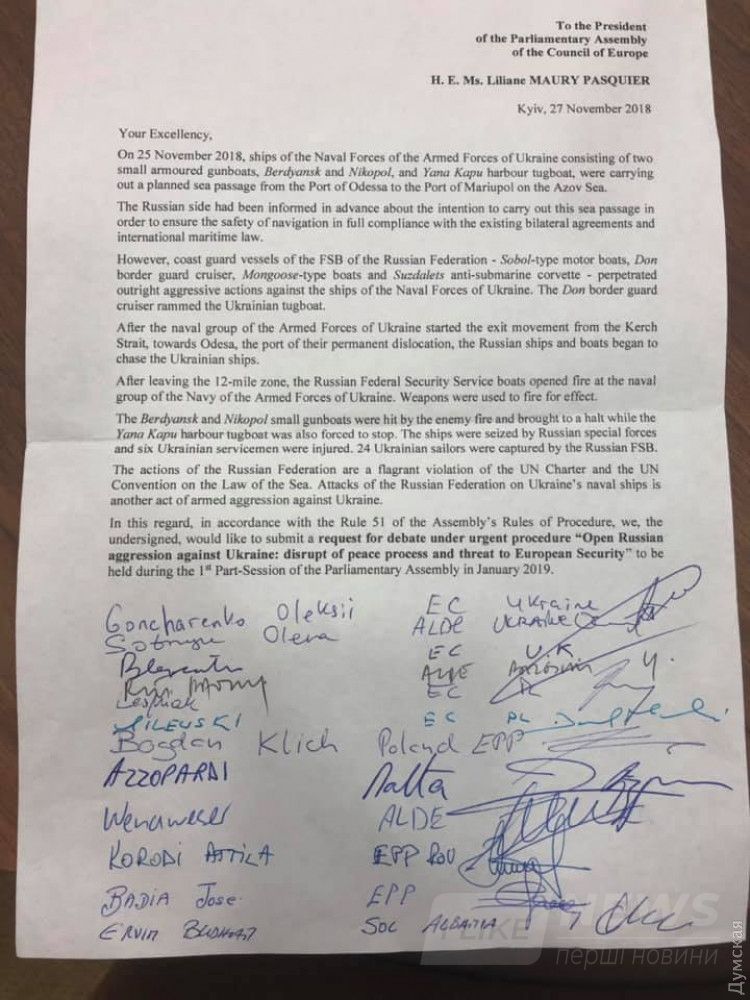 To the President
of the Parliamentary Assembly
of the Council of Europe
H. E. Ms. Liliane MAURY PASQUIER
Kyiv, 27 November 2018
Your Excellency,
On 25 November 2018, ships of the Naval Forces of the Armed Forces of Ukraine consisting of two
small armoured gunboats, Berdyansk and Nikopol, and Yana Kapu harbour tugboat, were carrying
out a planned sea passage from the Port of Odessa to the Port of Mariupol on the Azov Sea.
The Russian side had been informed in advance about the intention to carry out this sea passage in
order to ensure the safety of navigation in full compliance with the existing bilateral agreements and
international maritime law.
However, coast guard vessels of the FSB of the Russian Federation - Sobol-type motor boats, Don
border guard cruiser, Mongoose-type boats and Suzdalets anti-submarine corvette - perpetrated
outright aggressive actions against the ships of the Naval Forces of Ukraine. The Don border guard
cruiser rammed the Ukrainian tugboat.
After the naval group of the Armed Forces of Ukraine started the exit movement from the Kerch
Strait, towards Odesa, the port of their permanent dislocation, the Russian ships and boats began to
chase the Ukrainian ships.
After leaving the 12-mile zone, the Russian Federal Security Service boats opened fire at the naval
group of the Navy of the Armed Forces of Ukraine. Weapons were used to fire for effect.
The Berdyansk and Nikopol small gunboats were hit by the enemy fire and brought to a halt while the
Yana Kapu harbour tugboat was also forced to stop. The ships were seized by Russian special forces
and six Ukrainian servicemen were injured. 24 Ukrainian sailors were captured by the Russian FSB.
The actions of the Russian Federation are a flagrant violation of the UN Charter and the UN
Convention on the Law of the Sea. Attacks of the Russian Federation on Ukraine's naval ships is
another act of armed aggression against Ukraine.
In this regard, in accordance with the Rule 51 of the Assembly's Rules of Procedure, we, the
undersigned, would like to submit a request for debate under urgent procedure "Open Russian
aggression against Ukraine: disrupt of peace process and threat to European Security" to be
held during the 1st Part-Session of the Parliamentary Assembly in January 2019.
Goncharenko Oleksii EC Ukraine
Olena ALDE UKRAINE
EC UK
ALDE
EC
MILEWSKI EC PL
Bogdan Klich Poland EPP
AZZOPARDI Malta
Wenaweser ALDE
KORODI ATTILA EPP ROU
BADIA Jose EPP
ERVIN SOC ALBANIA
I LIKE NEWS
перші новини
Думская